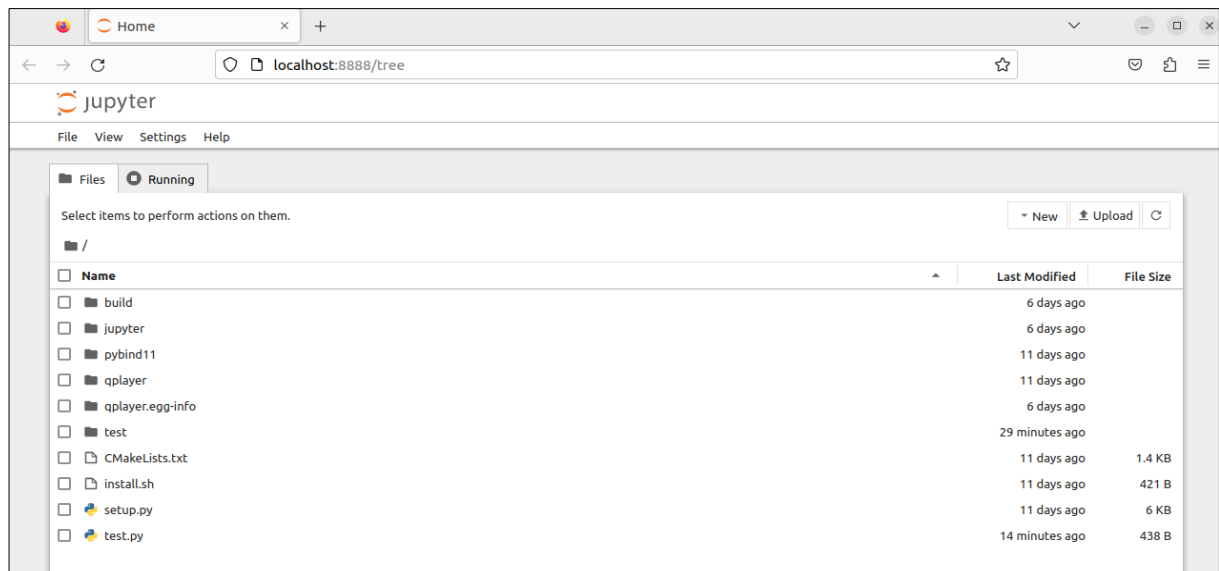 Home
localhost:8888/tree
jupyter
File View Settings Help
Files Running
Select items to perform actions on them.
New Upload
/
Name Last Modified File Size
build 6 days ago
jupyter 6 days ago
pybind11 11 days ago
qplayer 11 days ago
qplayer.egg-info 6 days ago
test 29 minutes ago
CMakeLists.txt 11 days ago 1.4 KB
install.sh 11 days ago 421 B
setup.py 11 days ago 6 KB
test.py 14 minutes ago 438 B